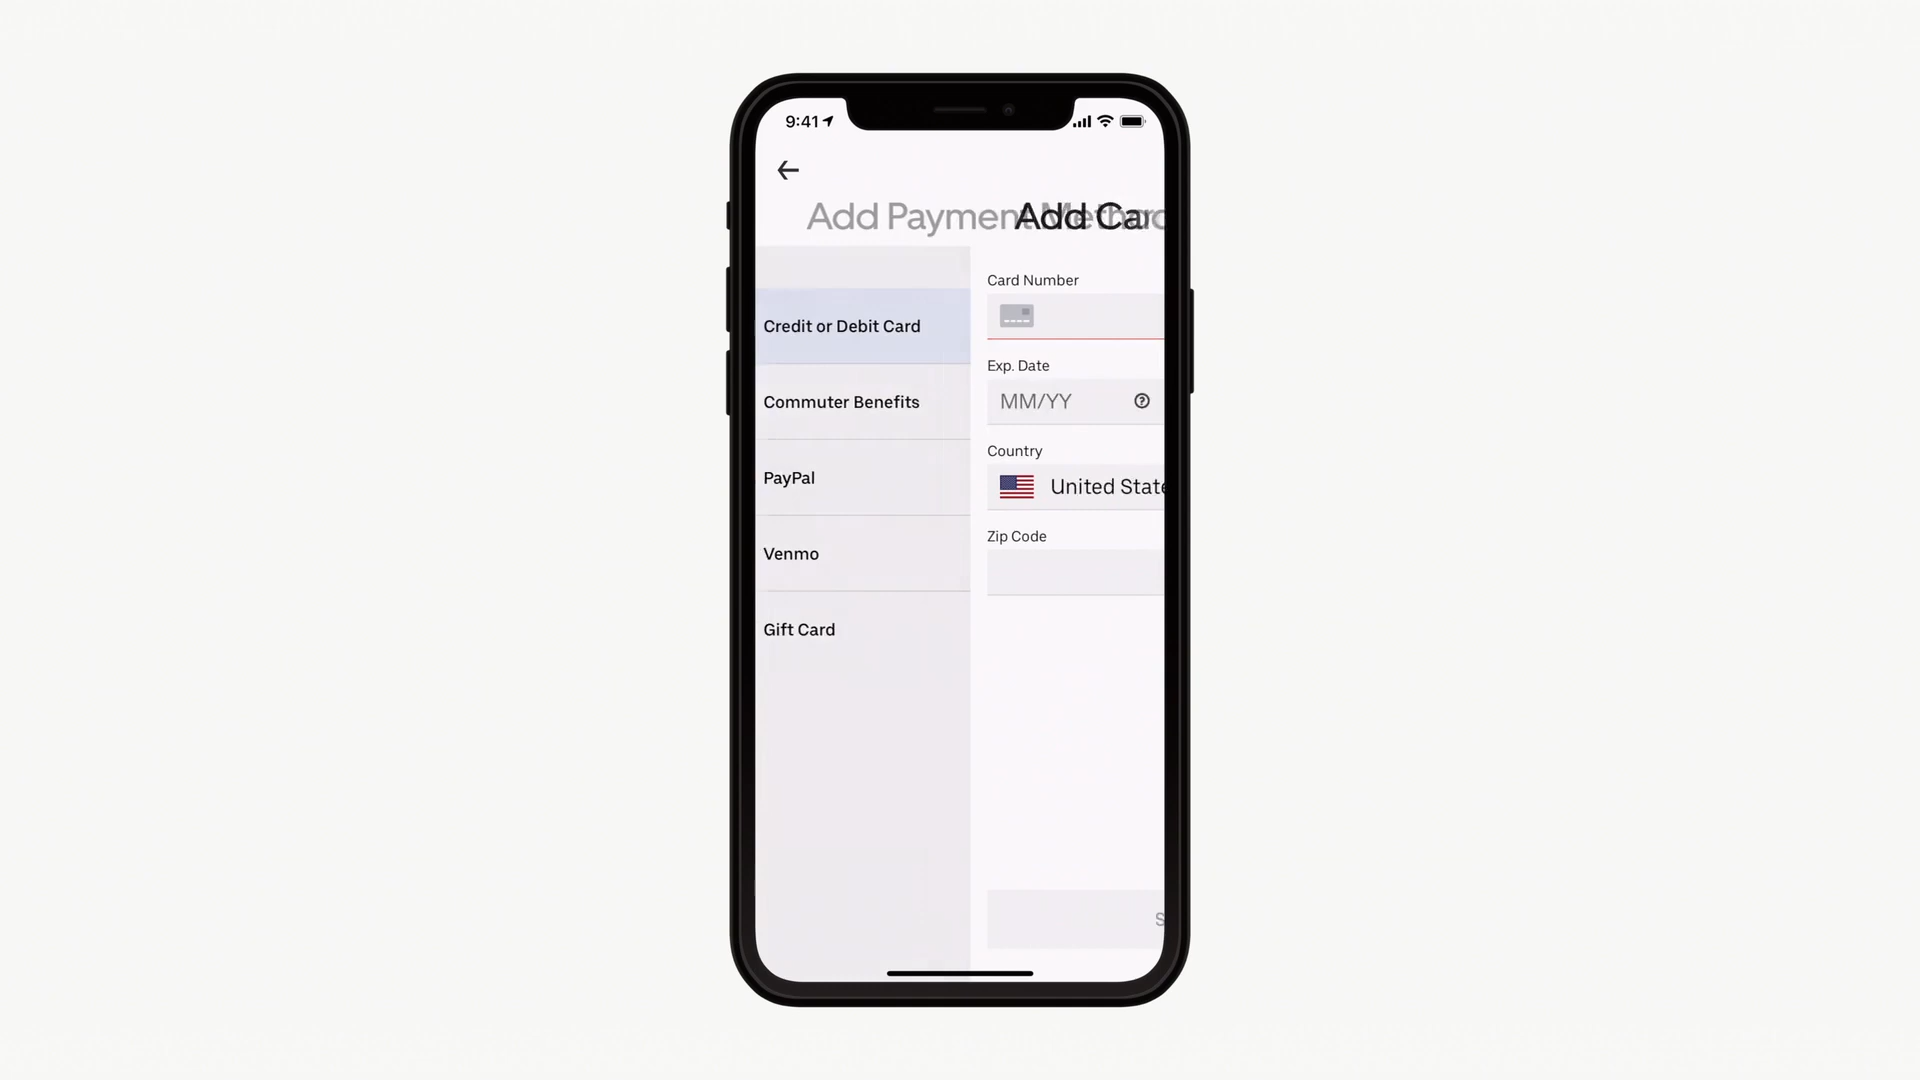 9:41
Add Payment Method
Add Car
Credit or Debit Card
Commuter Benefits
PayPal
Venmo
Gift Card
Card Number
Exp. Date
MM/YY
Country
United State
Zip Code
S